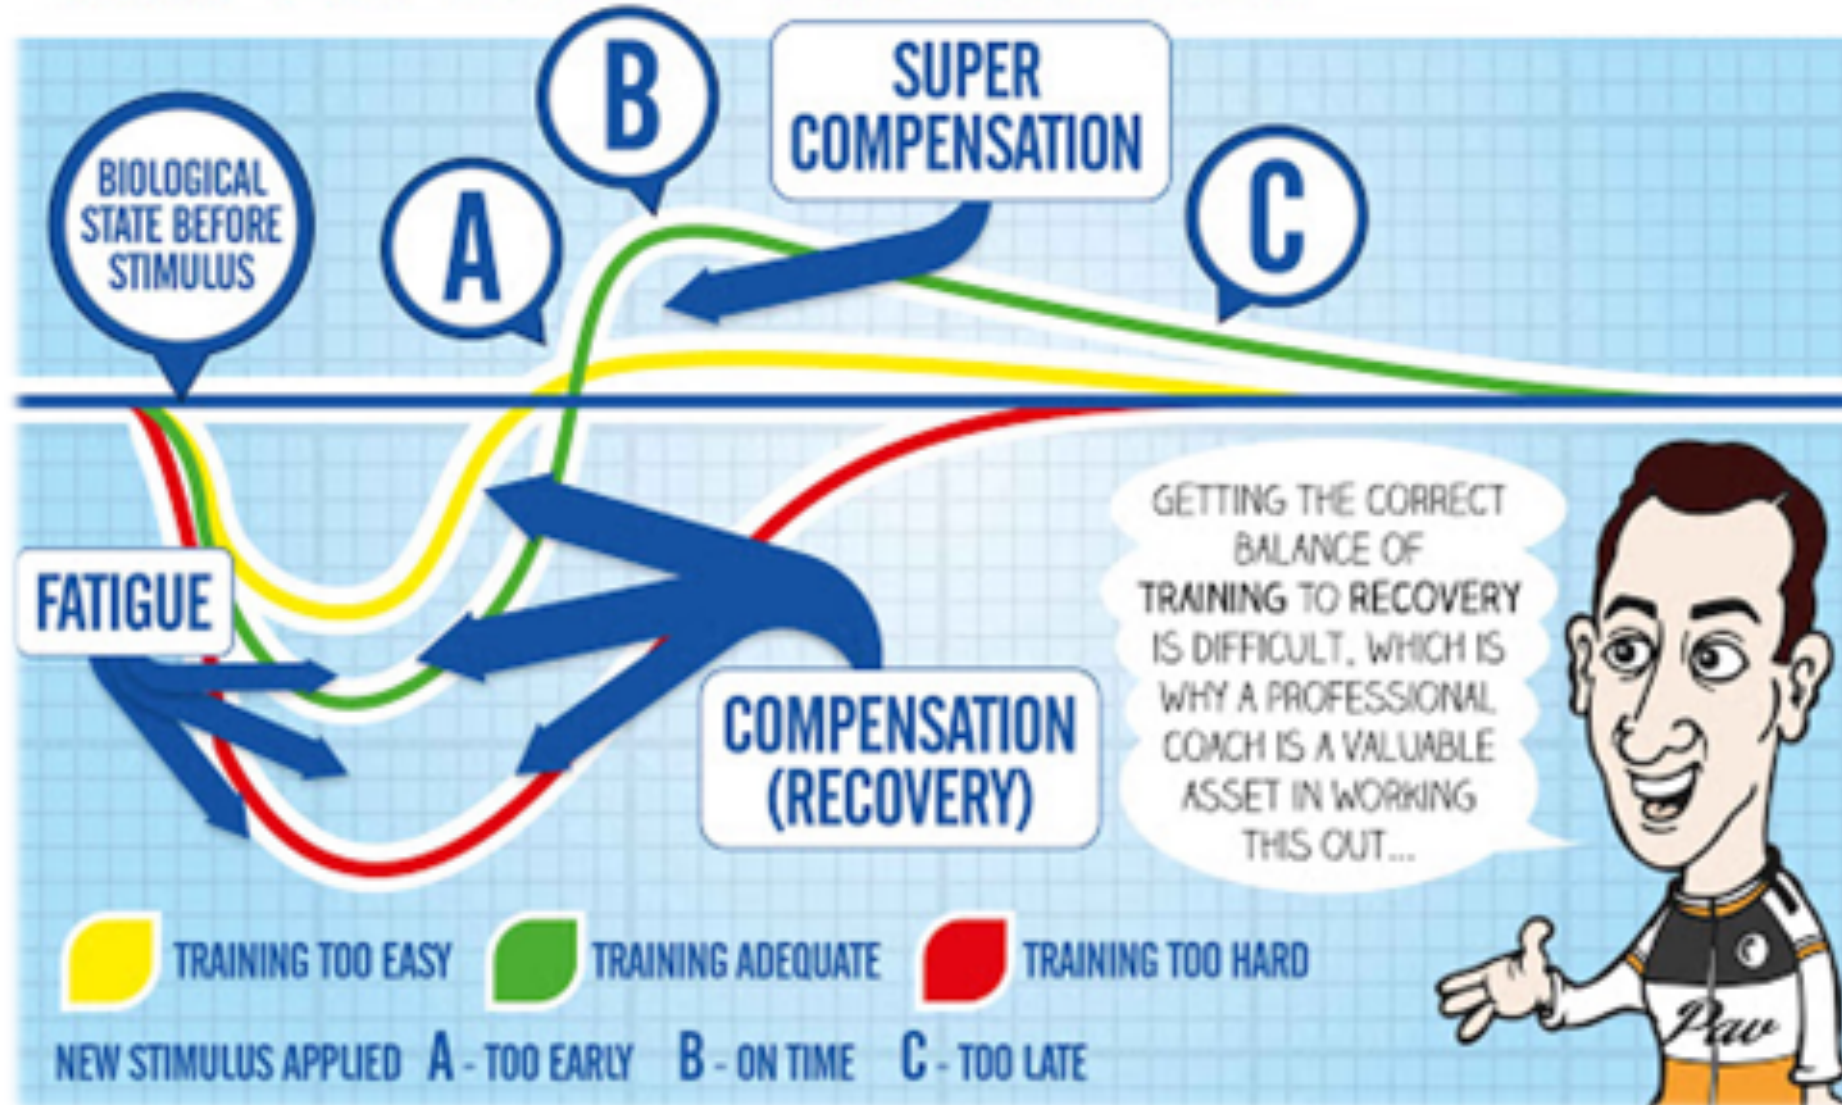 BIOLOGICAL
STATE BEFORE
STIMULUS
A
B
SUPER
COMPENSATION
C
FATIGUE
COMPENSATION
(RECOVERY)
GETTING THE CORRECT
BALANCE OF
TRAINING TO RECOVERY
IS DIFFICULT, WHICH IS
WHY A PROFESSIONAL
COACH IS A VALUABLE
ASSET IN WORKING
THIS OUT...
Pav
TRAINING TOO EASY
TRAINING ADEQUATE
TRAINING TOO HARD
NEW STIMULUS APPLIED A - TOO EARLY B - ON TIME C - TOO LATE